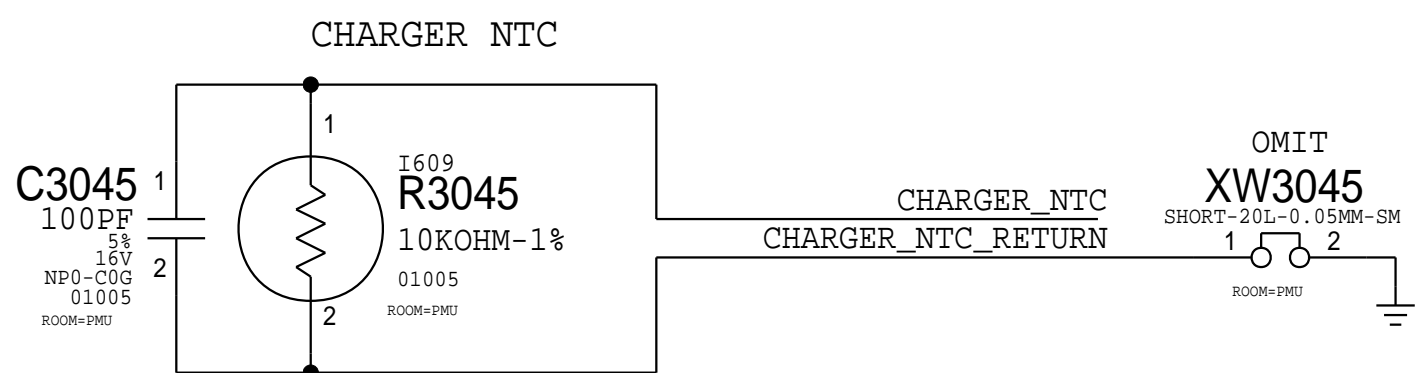 CHARGER NTC
C3045
1
100PF
5%
16V
NP0-C0G
01005
2
ROOM=PMU
1
I609
R3045
10KOHM-1%
01005
ROOM=PMU
2
CHARGER_NTC
CHARGER_NTC_RETURN
OMIT
XW3045
SHORT-20L-0.05MM-SM
1
2
ROOM=PMU